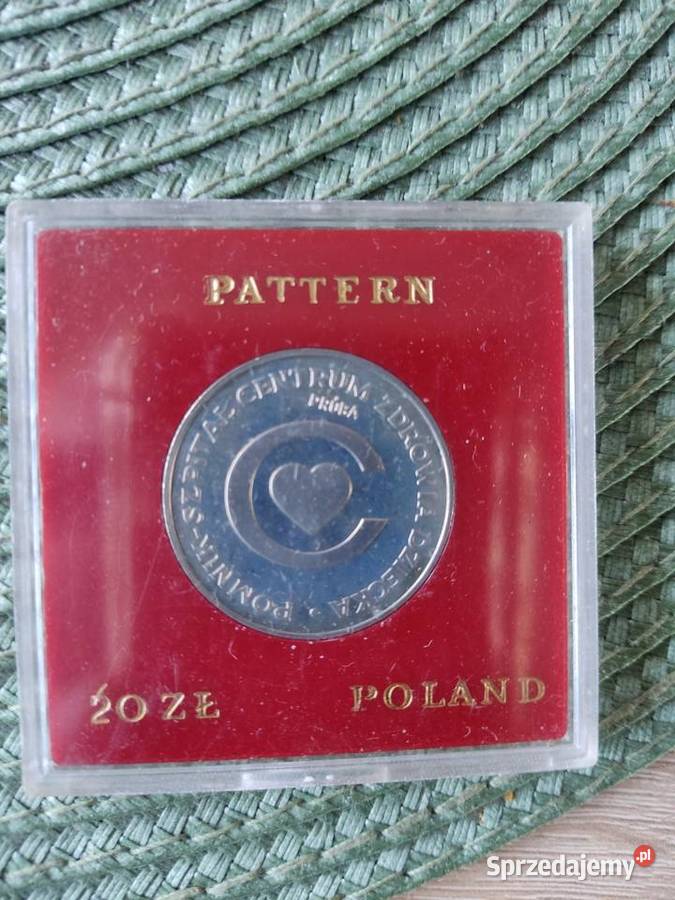 PATTERN
POMNIK-SZPITAL CENTRUM ZDROWIA DZIECKA •
PRÓBA
C
20 ZŁ POLAND
Sprzedajemy.pl